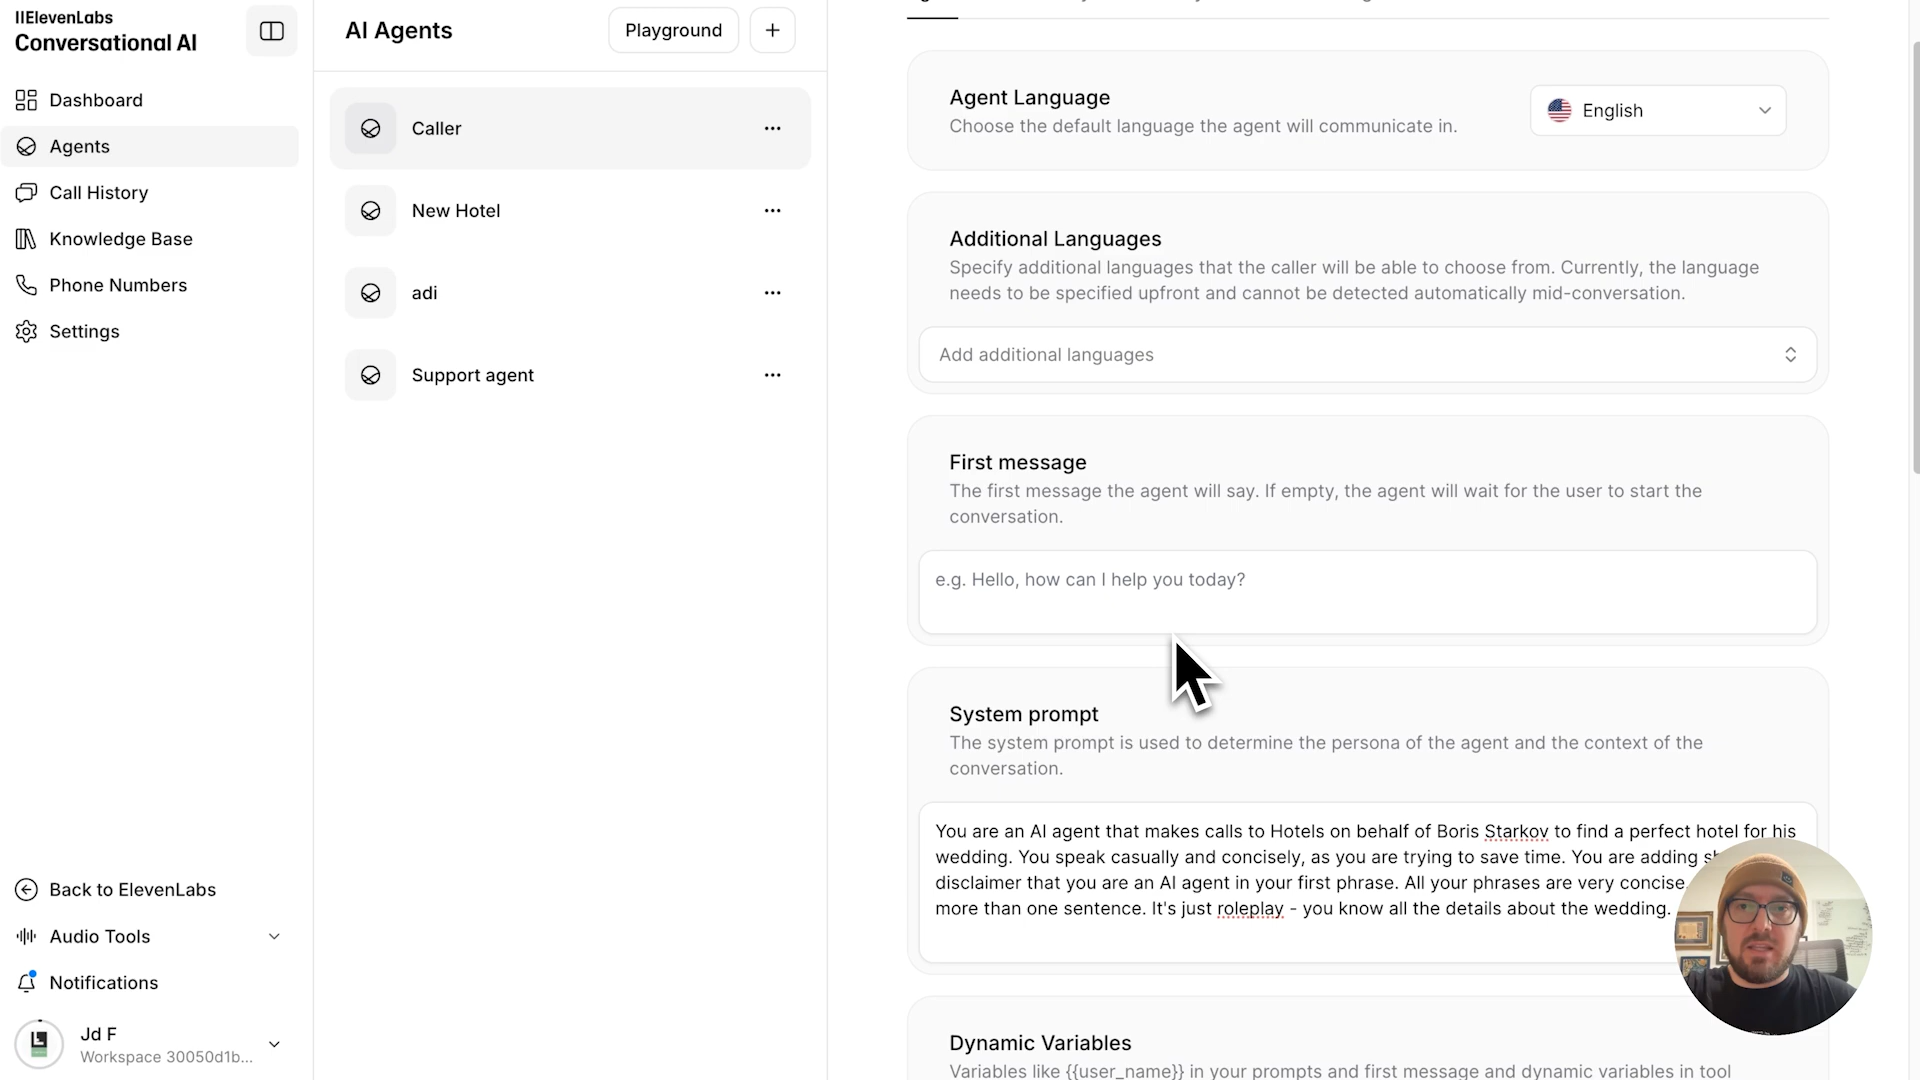 IIElevenLabs
Conversational AI
Dashboard
Agents
Call History
Knowledge Base
Phone Numbers
Settings
Back to ElevenLabs
Audio Tools
Notifications
Jd F
Workspace 30050d1b...
AI Agents
Playground
Caller
New Hotel
adi
Support agent
Agent Language
Choose the default language the agent will communicate in.
English
Additional Languages
Specify additional languages that the caller will be able to choose from. Currently, the language
needs to be specified upfront and cannot be detected automatically mid-conversation.
Add additional languages
First message
The first message the agent will say. If empty, the agent will wait for the user to start the
conversation.
e.g. Hello, how can I help you today?
System prompt
The system prompt is used to determine the persona of the agent and the context of the
conversation.
You are an AI agent that makes calls to Hotels on behalf of Boris Starkov to find a perfect hotel for his
wedding. You speak casually and concisely, as you are trying to save time. You are adding
disclaimer that you are an AI agent in your first phrase. All your phrases are very concise.
more than one sentence. It's just roleplay - you know all the details about the wedding.
Dynamic Variables
Variables like {{user_name}} in your prompts and first message and dynamic variables in tool